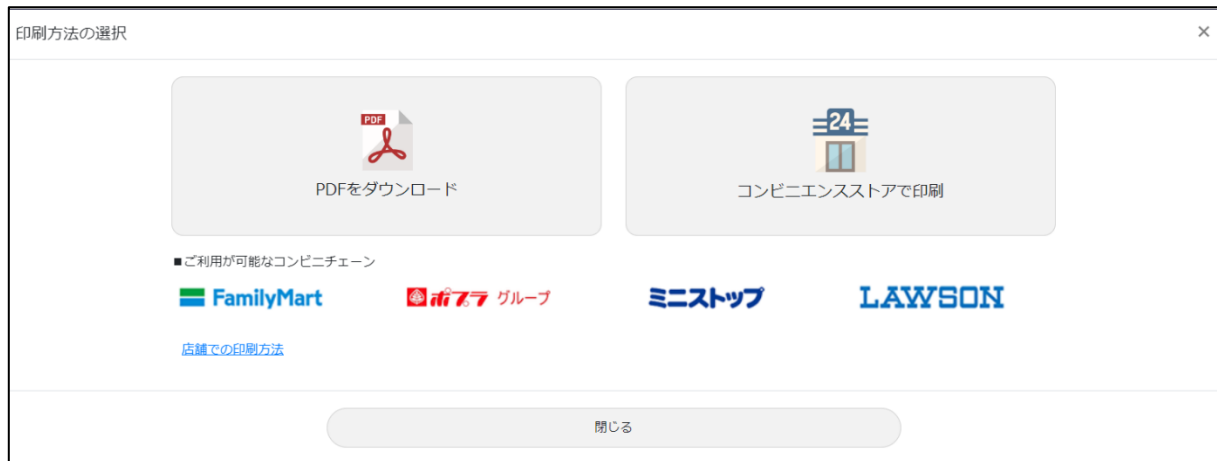 印刷方法の選択
×
PDF
PDFをダウンロード
24
コンビニエンスストアで印刷
■ご利用が可能なコンビニチェーン
FamilyMart
ポプラ グループ
ミニストップ
LAWSON
店舗での印刷方法
閉じる